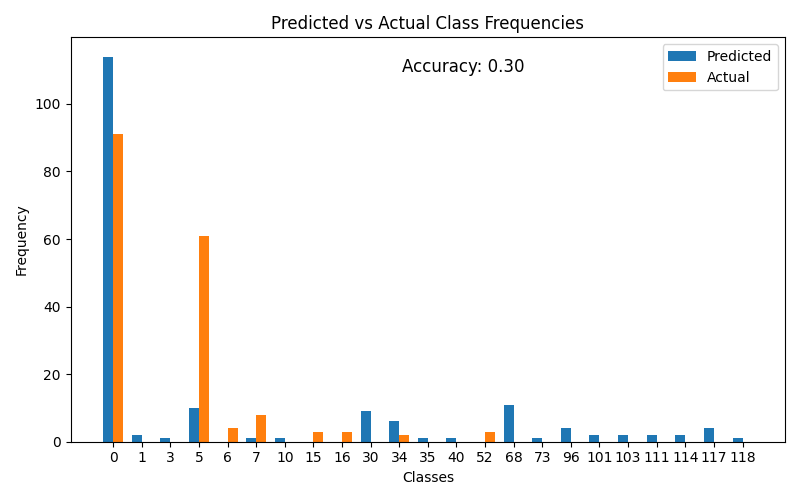 Predicted vs Actual Class Frequencies
Accuracy: 0.30
Predicted
Actual
Frequency
100
80
60
40
20
0
0 1 3 5 6 7 10 15 16 30 34 35 40 52 68 73 96 101 103 111 114 117 118
Classes